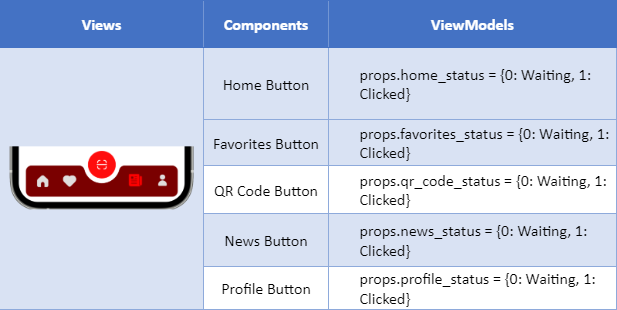 Views
Components
ViewModels
Home Button
props.home_status = {0: Waiting, 1:
Clicked}
Favorites Button
props.favorites_status = {0: Waiting, 1:
Clicked}
QR Code Button
props.qr_code_status = {0: Waiting, 1:
Clicked}
News Button
props.news_status = {0: Waiting, 1:
Clicked}
Profile Button
props.profile_status = {0: Waiting, 1:
Clicked}